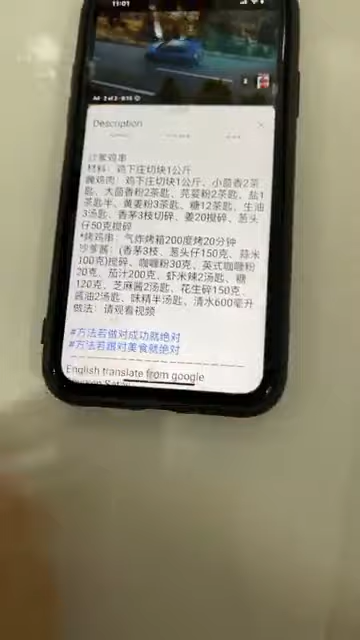 11:01
Description
沙爹鸡串
材料：鸡下庄切块1公斤
腌鸡肉：鸡下庄切块1公斤、小茴香2茶
匙、大茴香粉2茶匙、芫荽粉2茶匙、盐1
茶匙半、黄姜粉3茶匙、糖12茶匙、生油
3汤匙、香茅3枝切碎、姜20搅碎、葱头
仔50克搅碎
•烤鸡串：气炸烤箱200度烤20分钟
沙爹酱：(香茅3枝、葱头仔150克、蒜米
100克)搅碎、咖喱粉30克、英式咖喱粉
20克、茄汁200克、虾米辣2汤匙、糖
120克、芝麻酱2汤匙、花生碎150克、
酱油2汤匙、味精半汤匙、清水600毫升
做法：请观看视频
#方法若做对成功就绝对
#方法若跟对美食就绝对
English translate from google